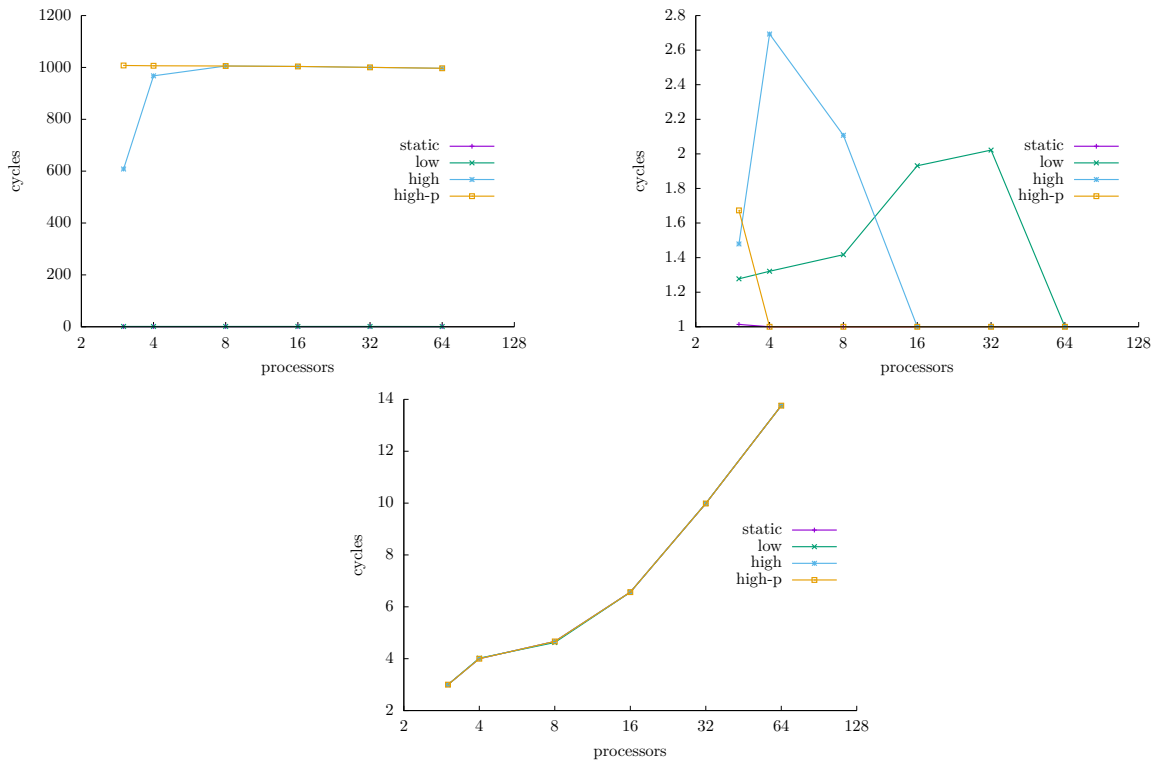 1200
1000
800
600
400
200
0
cycles
static
low
high
high-p
2 4 8 16 32 64 128
processors
2.8
2.6
2.4
2.2
2
1.8
1.6
1.4
1.2
1
cycles
static
low
high
high-p
2 4 8 16 32 64 128
processors
14
12
10
8
6
4
2
cycles
static
low
high
high-p
2 4 8 16 32 64 128
processors